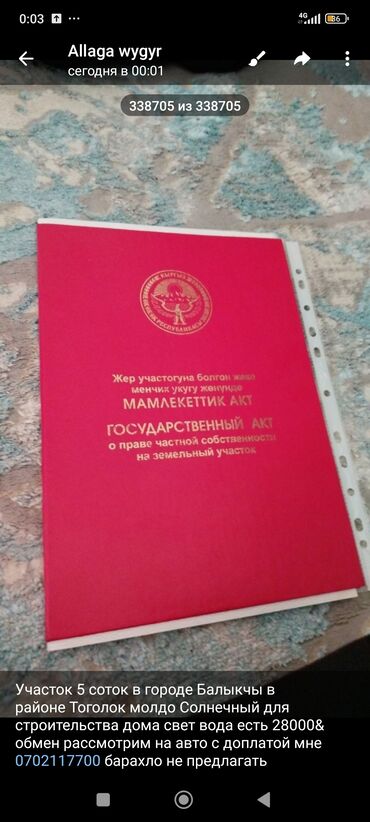 0:03
4G
36
Allaga wygyr
сегодня в 00:01
338705 из 338705
Жер участогуна болгон жеке
менчик укугу жөнүндө
МАМЛЕКЕТТИК АКТ
ГОСУДАРСТВЕННЫЙ АКТ
о праве частной собственности
на земельный участок
Участок 5 соток в городе Балыкчы в
районе Тоголок молдо Солнечный для
строительства дома свет вода есть 28000&
обмен рассмотрим на авто с доплатой мне
0702117700 барахло не предлагать